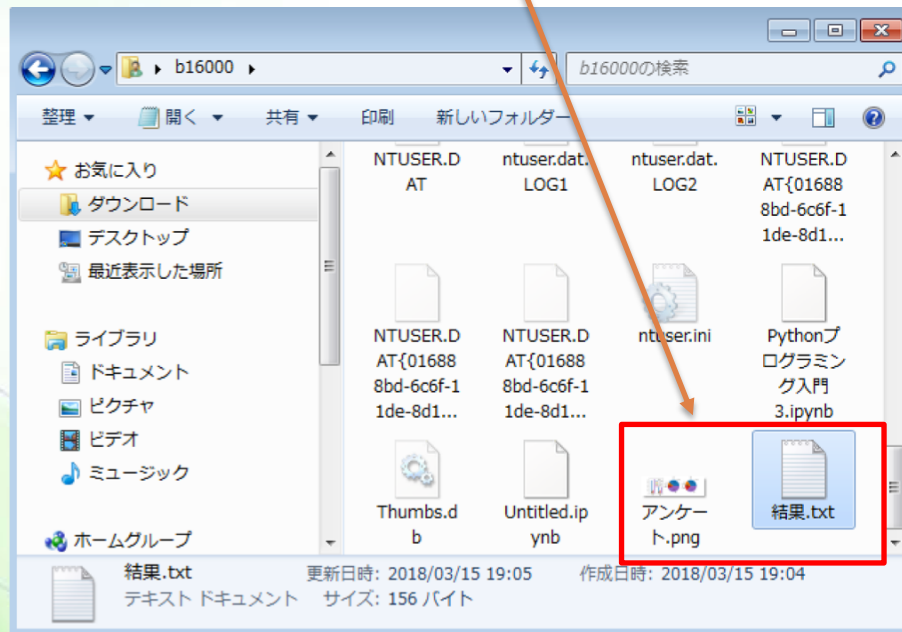 b16000
b16000の検索
整理
開く
共有
印刷
新しいフォルダー
お気に入り
ダウンロード
デスクトップ
最近表示した場所
ライブラリ
ドキュメント
ピクチャ
ビデオ
ミュージック
ホームグループ
NTUSER.D
AT
ntuser.dat.
LOG1
ntuser.dat.
LOG2
NTUSER.D
AT{01688
8bd-6c6f-1
1de-8d1...
NTUSER.D
AT{01688
8bd-6c6f-1
1de-8d1...
NTUSER.D
AT{01688
8bd-6c6f-1
1de-8d1...
ntuser.ini
Pythonプ
ログラミン
グ入門
3.ipynb
Thumbs.d
b
Untitled.ip
ynb
アンケー
ト.png
結果.txt
結果.txt 更新日時: 2018/03/15 19:05 作成日時: 2018/03/15 19:04
テキスト ドキュメント サイズ: 156 バイト